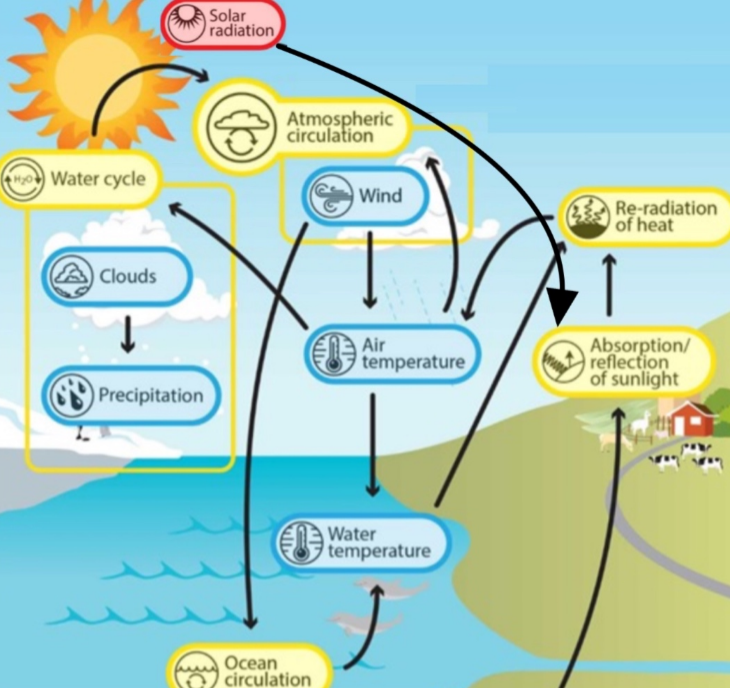 Solar
radiation
Atmospheric
circulation
H₂O
Water cycle
Wind
Re-radiation
of heat
Clouds
Air
temperature
Absorption/
reflection
of sunlight
Precipitation
Water
temperature
Ocean
circulation